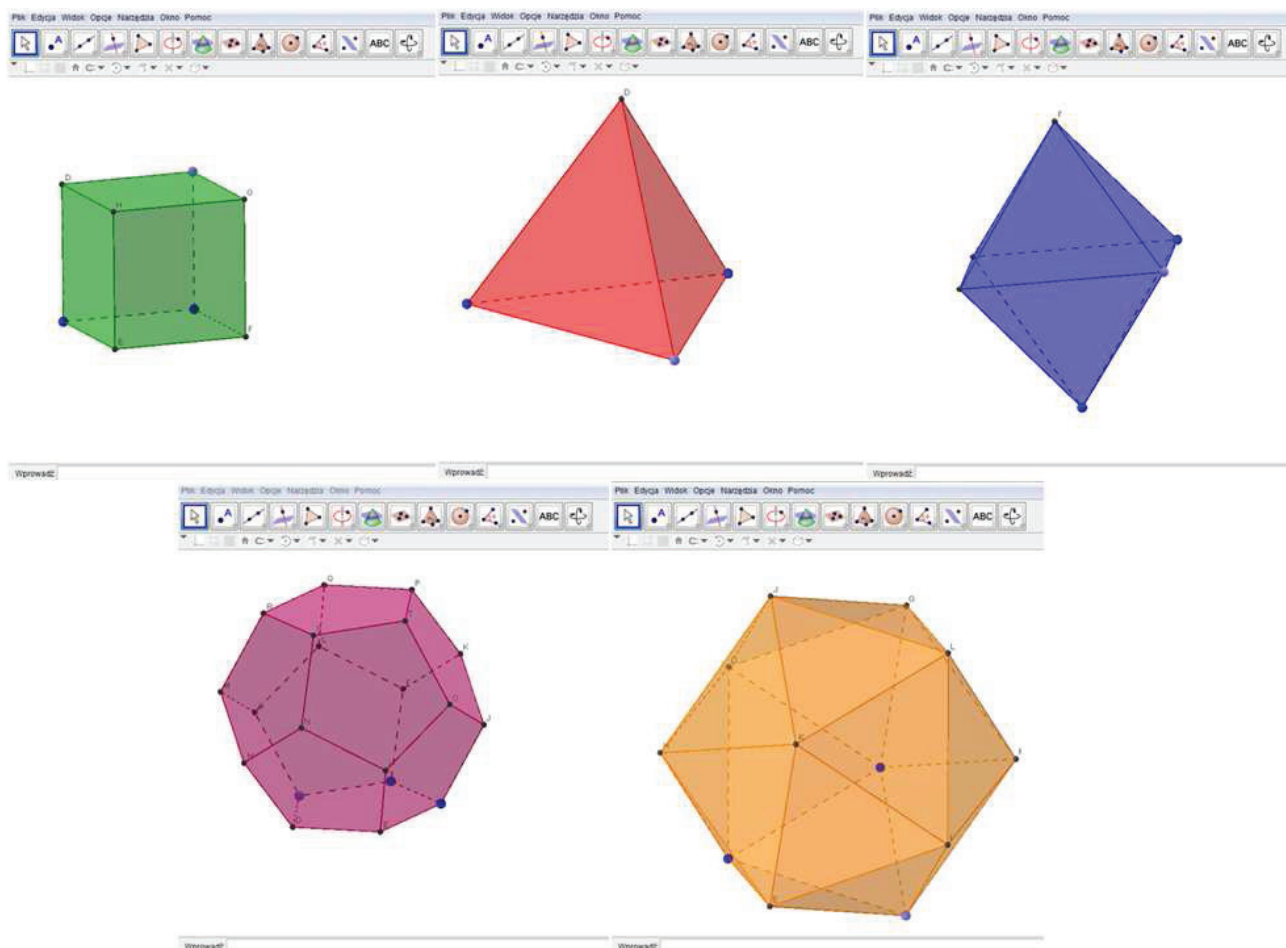 Plik Edycja Widok Opcje Narzędzia Okno Pomoc
A ABC
Plik Edycja Widok Opcje Narzędzia Okno Pomoc
A ABC
Plik Edycja Widok Opcje Narzędzia Okno Pomoc
A ABC
D
H
E
F
D
Wprowadź:
Wprowadź:
Wprowadź:
Plik Edycja Widok Opcje Narzędzia Okno Pomoc
A ABC
Plik Edycja Widok Opcje Narzędzia Okno Pomoc
A ABC
Q
P
R
K
J
N
J
G
L
K
Wprowadź:
Wprowadź: